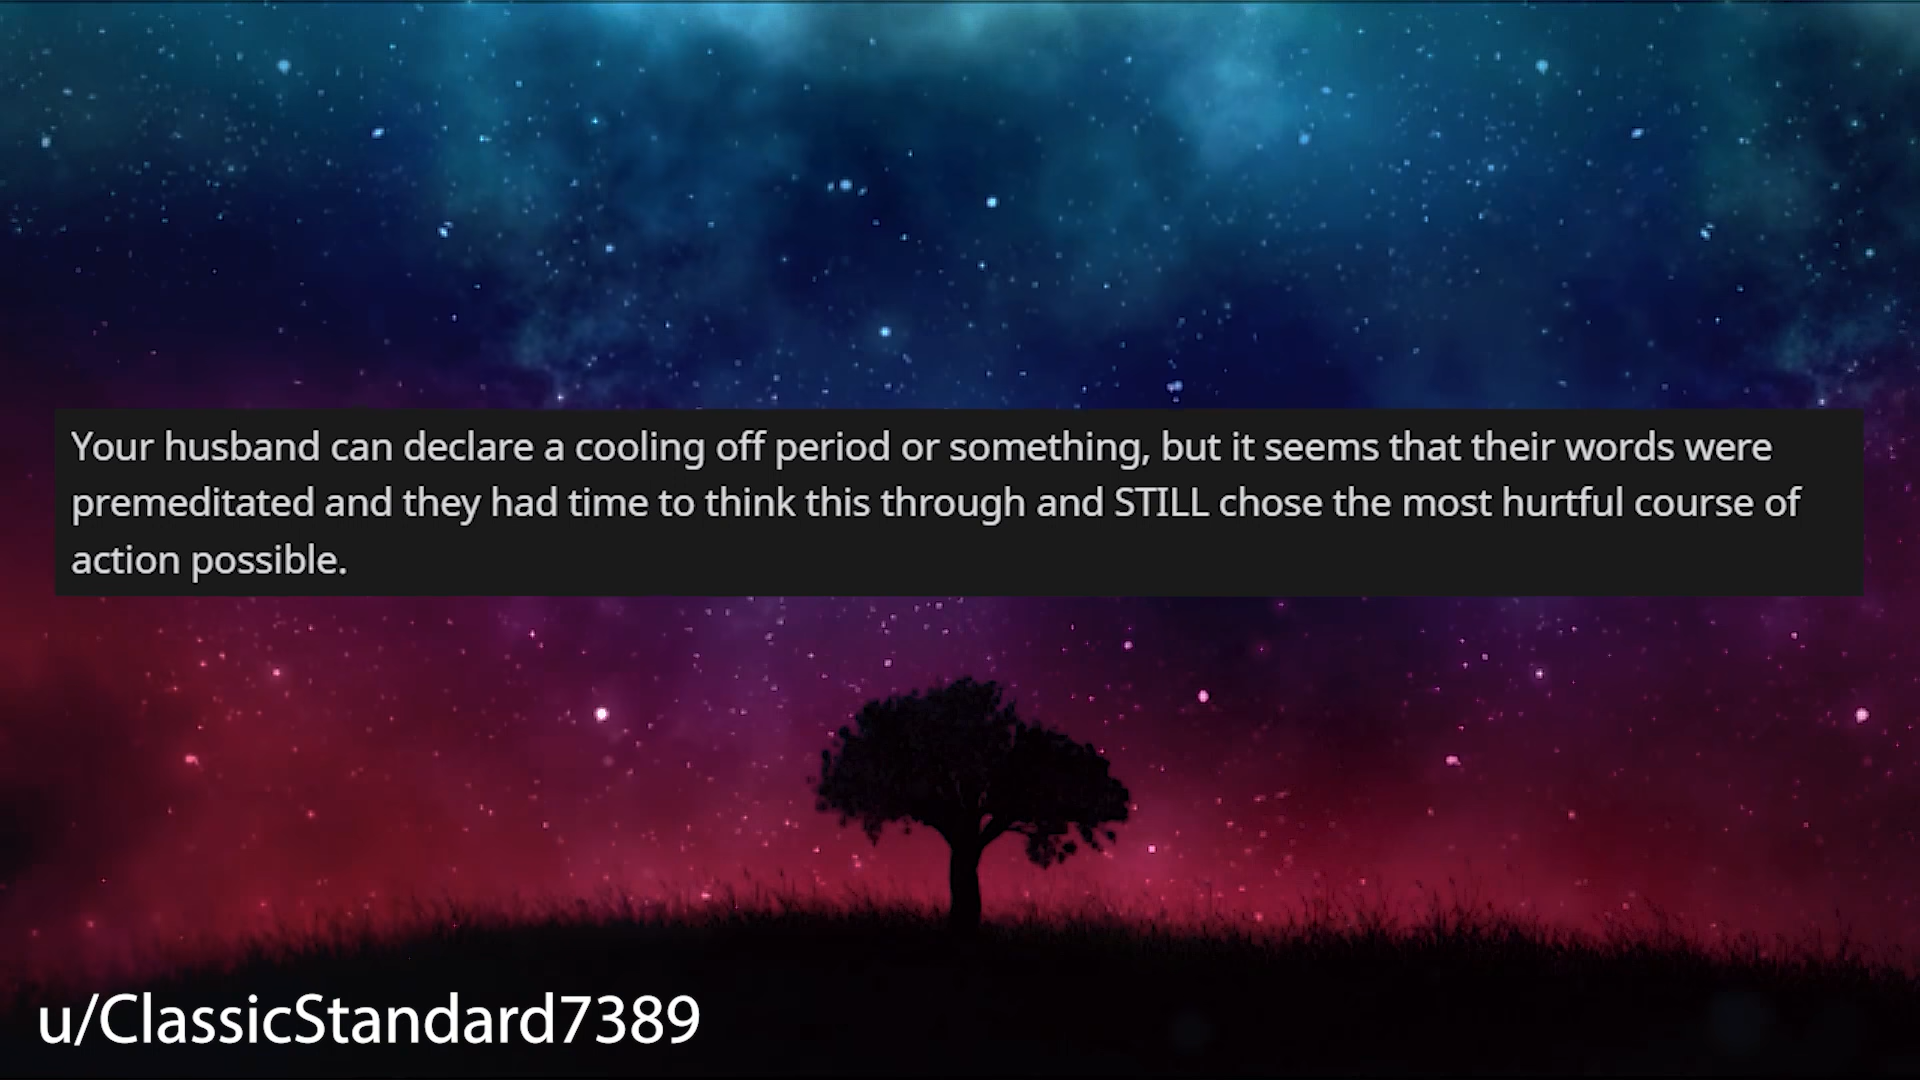 Your husband can declare a cooling off period or something, but it seems that their words were
premeditated and they had time to think this through and STILL chose the most hurtful course of
action possible.
u/ClassicStandard7389